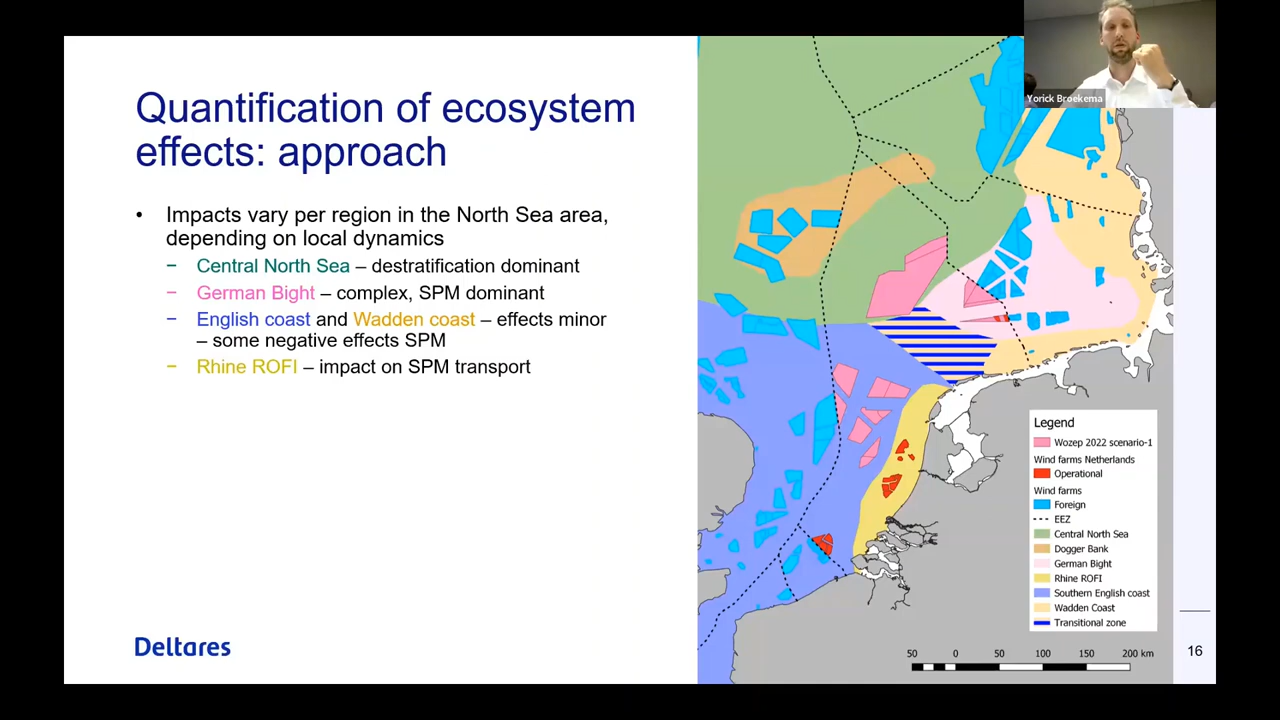 Yorick Broekema
Quantification of ecosystem
effects: approach
• Impacts vary per region in the North Sea area,
depending on local dynamics
− Central North Sea – destratification dominant
− German Bight – complex, SPM dominant
− English coast and Wadden coast – effects minor
– some negative effects SPM
− Rhine ROFI – impact on SPM transport
Legend
Wozep 2022 scenario-1
Wind farms Netherlands
Operational
Wind farms
Foreign
EEZ
Central North Sea
Dogger Bank
German Bight
Rhine ROFI
Southern English coast
Wadden Coast
Transitional zone
50 0 50 100 150 200 km
Deltares
16